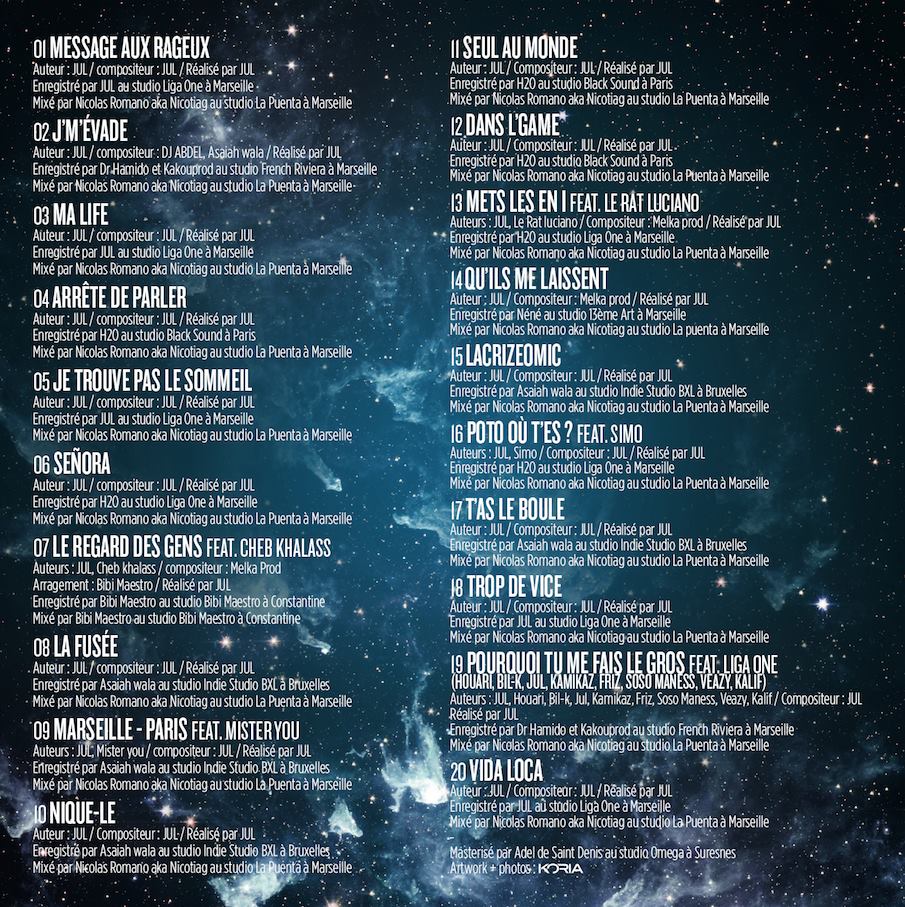 01 MESSAGE AUX RAGEUX
Auteur : JUL / compositeur : JUL / Réalisé par JUL
Enregistré par JUL au studio Liga One à Marseille
Mixé par Nicolas Romano aka Nicotiag au studio La Puenta à Marseille
02 J'M'ÉVADE
Auteur : JUL / compositeur : DJ ABDEL, Asaiah wala / Réalisé par JUL
Enregistré par Dr Hamido et Kakouprod au studio French Riviera à Marseille
Mixé par Nicolas Romano aka Nicotiag au studio La Puenta à Marseille
03 MA LIFE
Auteur : JUL / compositeur : JUL / Réalisé par JUL
Enregistré par JUL au studio Liga One à Marseille
Mixé par Nicolas Romano aka Nicotiag au studio La Puenta à Marseille
04 ARRÊTE DE PARLER
Auteur : JUL / compositeur : JUL / Réalisé par JUL
Enregistré par H2O au studio Black Sound à Paris
Mixé par Nicolas Romano aka Nicotiag au studio La Puenta à Marseille
05 JE TROUVE PAS LE SOMMEIL
Auteur : JUL / compositeur : JUL / Réalisé par JUL
Enregistré par JUL au studio Liga One à Marseille
Mixé par Nicolas Romano aka Nicotiag au studio La Puenta à Marseille
06 SEÑORA
Auteur : JUL / compositeur : JUL / Réalisé par JUL
Enregistré par H2O au studio Liga One à Marseille
Mixé par Nicolas Romano aka Nicotiag au studio La Puenta à Marseille
07 LE REGARD DES GENS FEAT. CHEB KHALASS
Auteurs : JUL, Cheb khalass / compositeur : Melka Prod
Arragement : Bibi Maestro / Réalisé par JUL
Enregistré par Bibi Maestro au studio Bibi Maestro à Constantine
Mixé par Bibi Maestro au studio Bibi Maestro à Constantine
08 LA FUSÉE
Auteur : JUL / compositeur : JUL / Réalisé par JUL
Enregistré par Asaiah wala au studio Indie Studio BXL à Bruxelles
Mixé par Nicolas Romano aka Nicotiag au studio La Puenta à Marseille
09 MARSEILLE - PARIS FEAT. MISTER YOU
Auteurs : JUL, Mister you / compositeur : JUL / Réalisé par JUL
Enregistré par Asaiah wala au studio Indie Studio BXL à Bruxelles
Mixé par Nicolas Romano aka Nicotiag au studio La Puenta à Marseille
10 NIQUE-LE
Auteur : JUL / Compositeur : JUL / Réalisé par JUL
Enregistré par Asaiah wala au studio Indie Studio BXL à Bruxelles
Mixé par Nicolas Romano aka Nicotiag au studio La Puenta à Marseille
11 SEUL AU MONDE
Auteur : JUL / Compositeur : JUL / Réalisé par JUL
Enregistré par H2O au studio Black Sound à Paris
Mixé par Nicolas Romano aka Nicotiag au studio La Puenta à Marseille
12 DANS L'GAME
Auteur : JUL / Compositeur : JUL / Réalisé par JUL
Enregistré par H2O au studio Black Sound à Paris
Mixé par Nicolas Romano aka Nicotiag au studio La Puenta à Marseille
13 METS LES EN I FEAT. LE RAT LUCIANO
Auteurs : JUL, Le Rat luciano / Compositeur : Melka prod / Réalisé par JUL
Enregistré par H2O au studio Liga One à Marseille
Mixé par Nicolas Romano aka Nicotiag au studio La Puenta à Marseille
14 QU'ILS ME LAISSENT
Auteur : JUL / Compositeur : Melka prod / Réalisé par JUL
Enregistré par Néné au studio 13ème Art à Marseille
Mixé par Nicolas Romano aka Nicotiag au studio La Puenta à Marseille
15 LACRIZEOMIC
Auteur : JUL / Compositeur : JUL / Réalisé par JUL
Enregistré par Asaiah wala au studio Indie Studio BXL à Bruxelles
Mixé par Nicolas Romano aka Nicotiag au studio La Puenta à Marseille
16 POTO OÙ T'ES ? FEAT. SIMO
Auteurs : JUL, Simo / Compositeur : JUL / Réalisé par JUL
Enregistré par H2O au studio Liga One à Marseille
Mixé par Nicolas Romano aka Nicotiag au studio La Puenta à Marseille
17 T'AS LE BOULE
Auteur : JUL / Compositeur : JUL / Réalisé par JUL
Enregistré par Asaiah wala au studio Indie Studio BXL à Bruxelles
Mixé par Nicolas Romano aka Nicotiag au studio La Puenta à Marseille
18 TROP DE VICE
Auteur : JUL / Compositeur : JUL / Réalisé par JUL
Enregistré par JUL au studio Liga One à Marseille
Mixé par Nicolas Romano aka Nicotiag au studio La Puenta à Marseille
19 POURQUOI TU ME FAIS LE GROS FEAT. LIGA ONE
(HOUARI, BIL-K, JUL, KAMIKAZ, FRIZ, SOSO MANESS, VEAZY, KALIF)
Auteurs : JUL, Houari, Bil-k, Jul, Kamikaz, Friz, Soso Maness, Veazy, Kalif / Compositeur : JUL
Réalisé par JUL
Enregistré par Dr Hamido et Kakouprod au studio French Riviera à Marseille
Mixé par Nicolas Romano aka Nicotiag au studio La Puenta à Marseille
20 VIDA LOCA
Auteur : JUL / Compositeur : JUL / Réalisé par JUL
Enregistré par JUL au studio Liga One à Marseille
Mixé par Nicolas Romano aka Nicotiag au studio La Puenta à Marseille
Masterisé par Adel de Saint Denis au studio Omega à Suresnes
Artwork + photos : KORIA